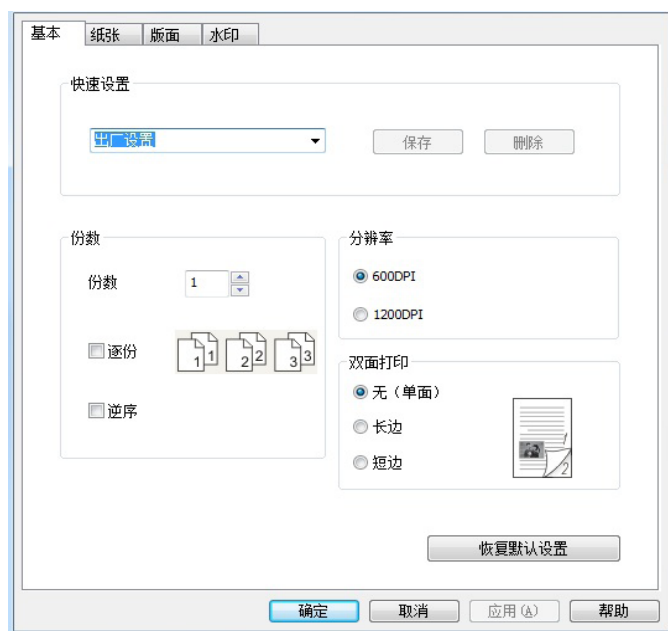 基本 纸张 版面 水印
快速设置
出厂设置 保存 删除
份数 分辨率
份数 1 600DPI
1200DPI
逐份 1 1 2 2 3 3
双面打印
无（单面）
逆序 长边
短边
1
2
恢复默认设置
确定 取消 应用(A) 帮助